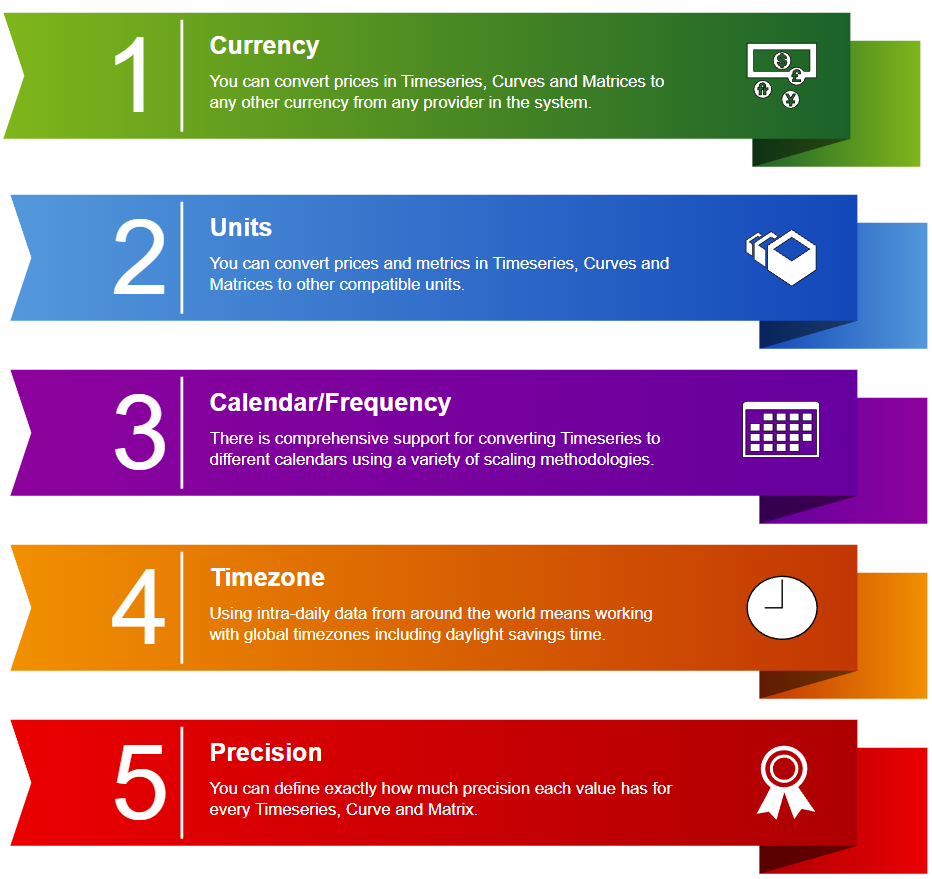 1
Currency
You can convert prices in Timeseries, Curves and Matrices to
any other currency from any provider in the system.
2
Units
You can convert prices and metrics in Timeseries, Curves and
Matrices to other compatible units.
3
Calendar/Frequency
There is comprehensive support for converting Timeseries to
different calendars using a variety of scaling methodologies.
4
Timezone
Using intra-daily data from around the world means working
with global timezones including daylight savings time.
5
Precision
You can define exactly how much precision each value has for
every Timeseries, Curve and Matrix.